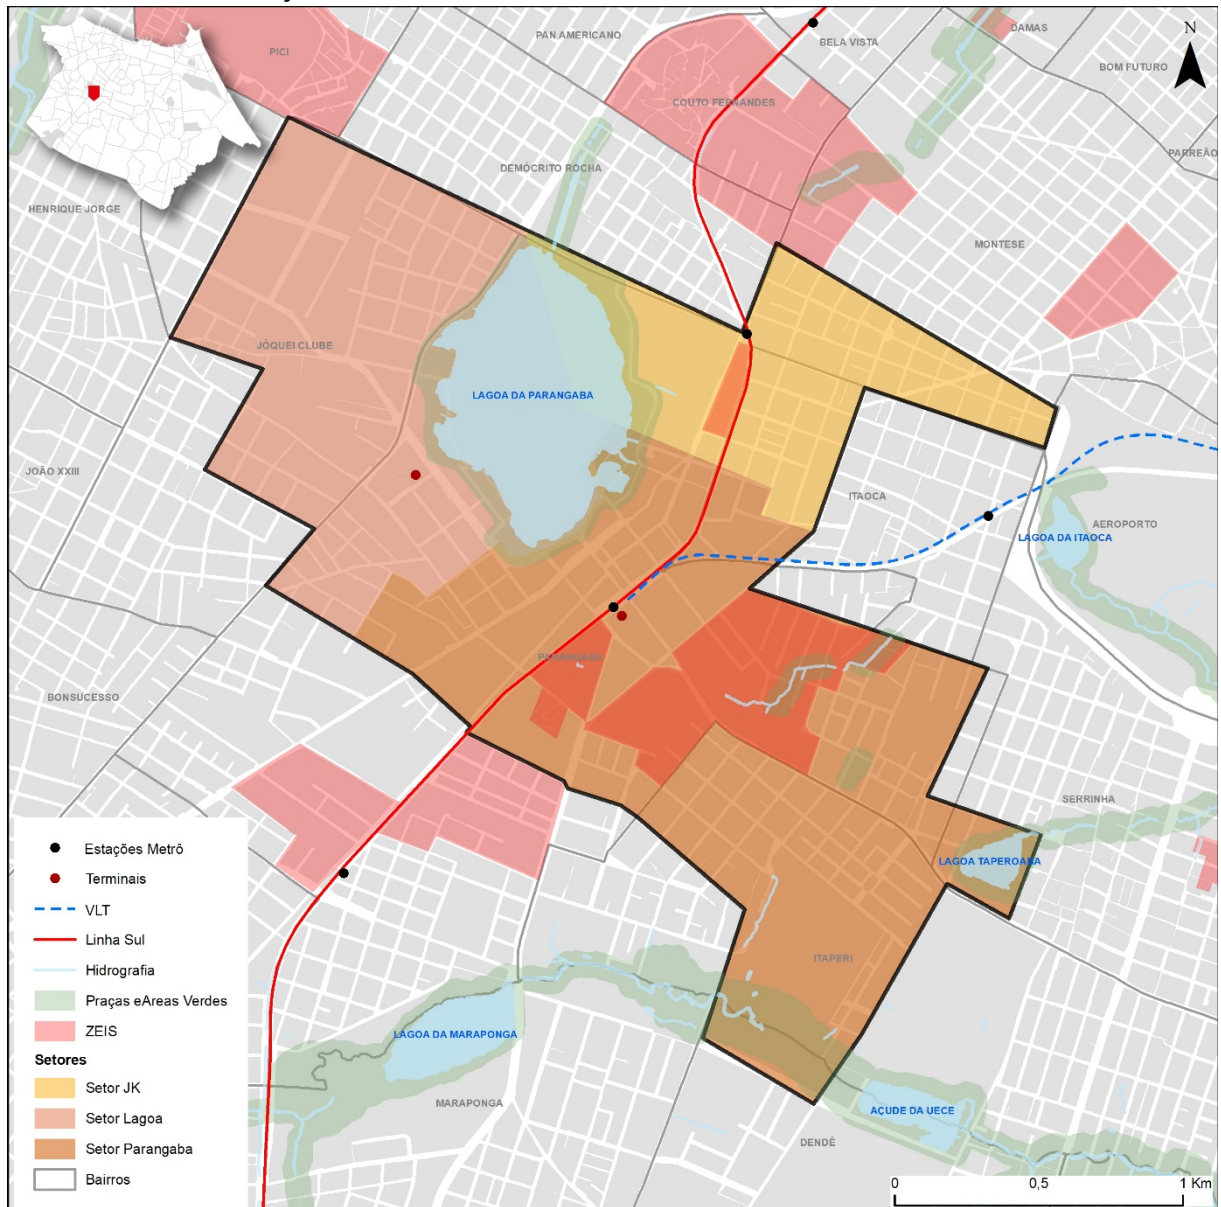 PICI
PAN AMERICANO
BELA VISTA
DAMAS
BOM FUTURO
N
COUTO FERNANDES
PARREÃO
DEMÓCRITO ROCHA
HENRIQUE JORGE
MONTESE
JÓQUEI CLUBE
LAGOA DA PARANGABA
JOÃO XXIII
ITAOCA
AEROPORTO
LAGOA DA ITAOCA
PARANGABA
BONSUCESSO
SERRINHA
LAGOA TAPEROABA
ITAPERI
LAGOA DA MARAPONGA
MARAPONGA
AÇUDE DA UECE
DENDÊ
Estações Metrô
Terminais
VLT
Linha Sul
Hidrografia
Praças eAreas Verdes
ZEIS
Setores
Setor JK
Setor Lagoa
Setor Parangaba
Bairros
0 0,5 1 Km